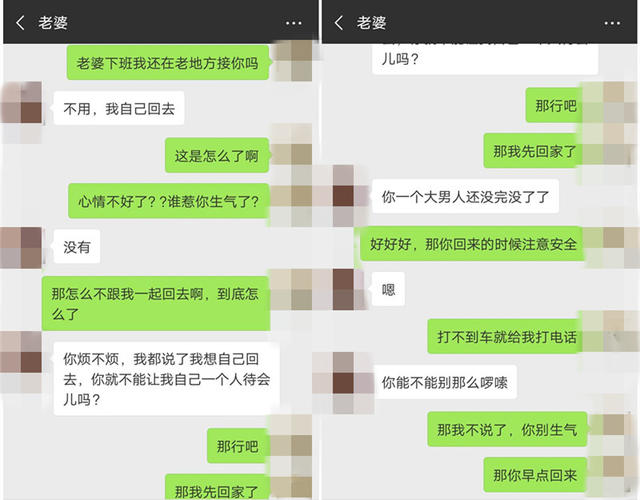 老婆
老婆下班我还在老地方接你吗
不用，我自己回去
这是怎么了啊
心情不好了??谁惹你生气了?
没有
那怎么不跟我一起回去啊，到底怎
么了
你烦不烦，我都说了我想自己回
去，你就不能让我自己一个人待会
儿吗？
那行吧
那我先回家了
老婆
儿吗？
那行吧
那我先回家了
你一个大男人还没完没了了
好好好，那你回来的时候注意安全
嗯
打不到车就给我打电话
你能不能别那么啰嗦
那我不说了，你别生气
那你早点回来